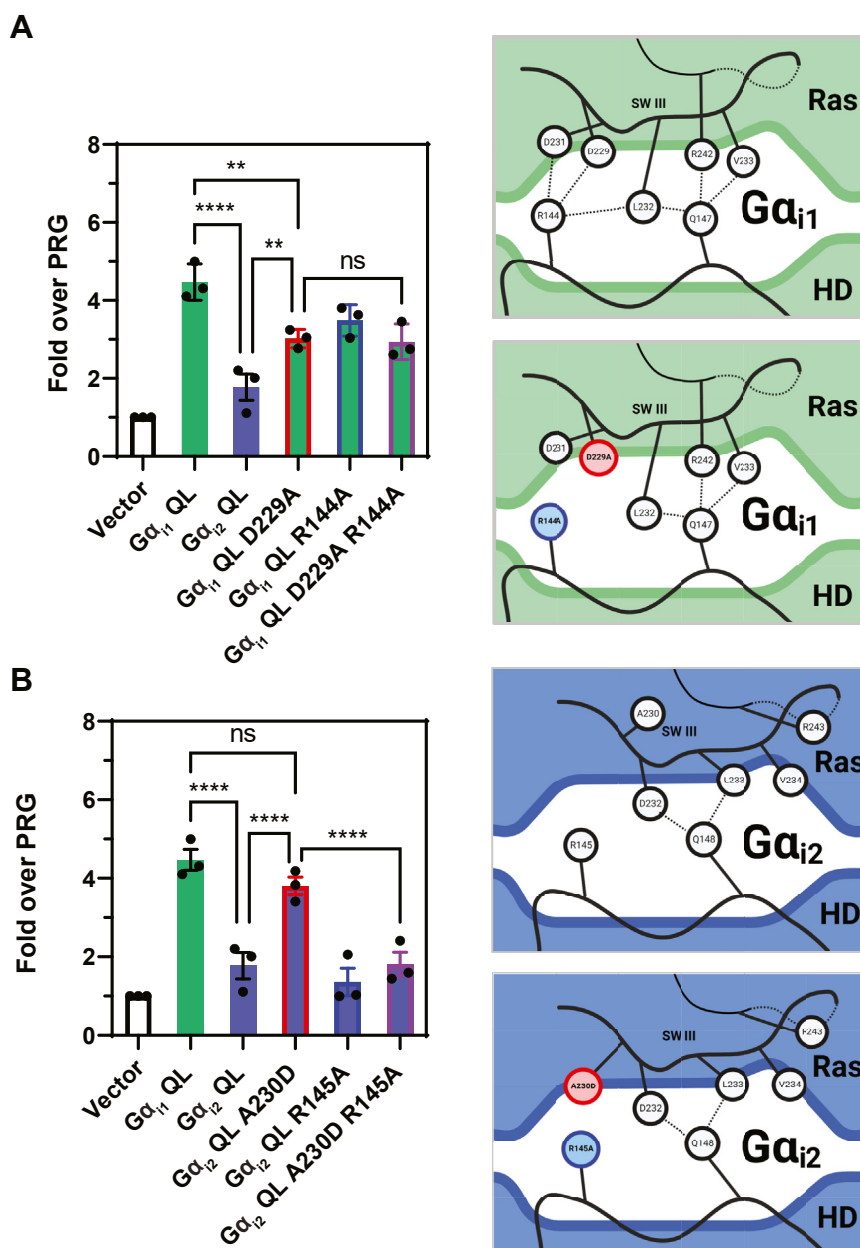 A
Fold over PRG
8
6
4
2
0
**
****
**
ns
Vector
Gαi1 QL
Gαi2 QL
Gαi1 QL D229A
Gαi1 QL R144A
Gαi1 QL D229A R144A
SW III
Ras
D231
D229
R242
V233
R144
L232
Q147
Gαi1
HD
SW III
Ras
D231
D229A
R242
V233
R144A
L232
Q147
Gαi1
HD
B
Fold over PRG
8
6
4
2
0
ns
****
****
****
Vector
Gαi1 QL
Gαi2 QL
Gαi2 QL A230D
Gαi2 QL R145A
Gαi2 QL A230D R145A
A230
SW III
R243
Ras
L233
V234
D232
R145
Q148
Gαi2
HD
SW III
R243
Ras
A230D
L233
V234
D232
R145A
Q148
Gαi2
HD